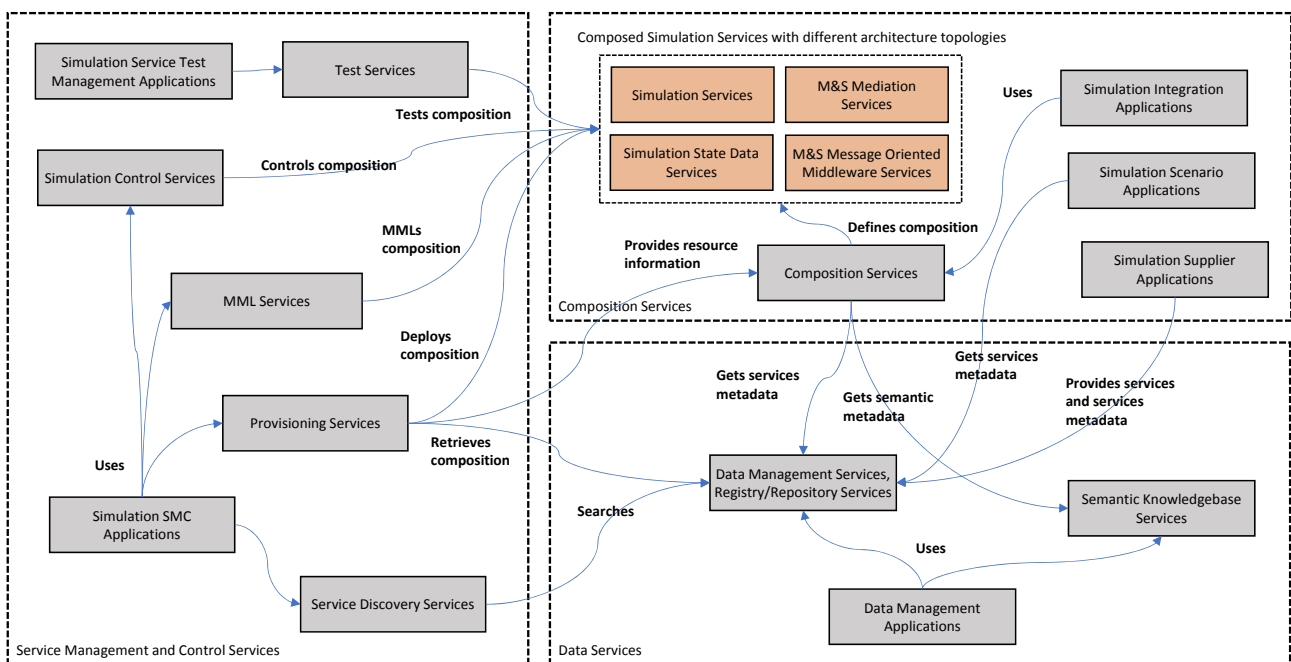 Simulation Service Test
Management Applications
Test Services
Tests composition
Controls composition
Simulation Control Services
MMLs
composition
MML Services
Deploys
composition
Provisioning Services
Retrieves
composition
Uses
Simulation SMC
Applications
Searches
Service Discovery Services
Service Management and Control Services
Composed Simulation Services with different architecture topologies
Simulation Services
M&S Mediation
Services
Simulation State Data
Services
M&S Message Oriented
Middleware Services
Uses
Simulation Integration
Applications
Simulation Scenario
Applications
Defines composition
Provides resource
information
Composition Services
Simulation Supplier
Applications
Composition Services
Gets services
metadata
Gets semantic
metadata
Gets services
metadata
Provides services
and services
metadata
Data Management Services,
Registry/Repository Services
Semantic Knowledgebase
Services
Uses
Data Management
Applications
Data Services